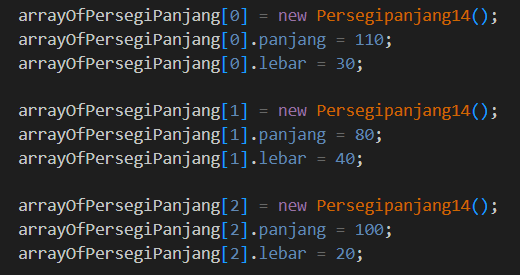 arrayOfPersegiPanjang[0] = new Persegipanjang14();
arrayOfPersegiPanjang[0].panjang = 110;
arrayOfPersegiPanjang[0].lebar = 30;
arrayOfPersegiPanjang[1] = new Persegipanjang14();
arrayOfPersegiPanjang[1].panjang = 80;
arrayOfPersegiPanjang[1].lebar = 40;
arrayOfPersegiPanjang[2] = new Persegipanjang14();
arrayOfPersegiPanjang[2].panjang = 100;
arrayOfPersegiPanjang[2].lebar = 20;